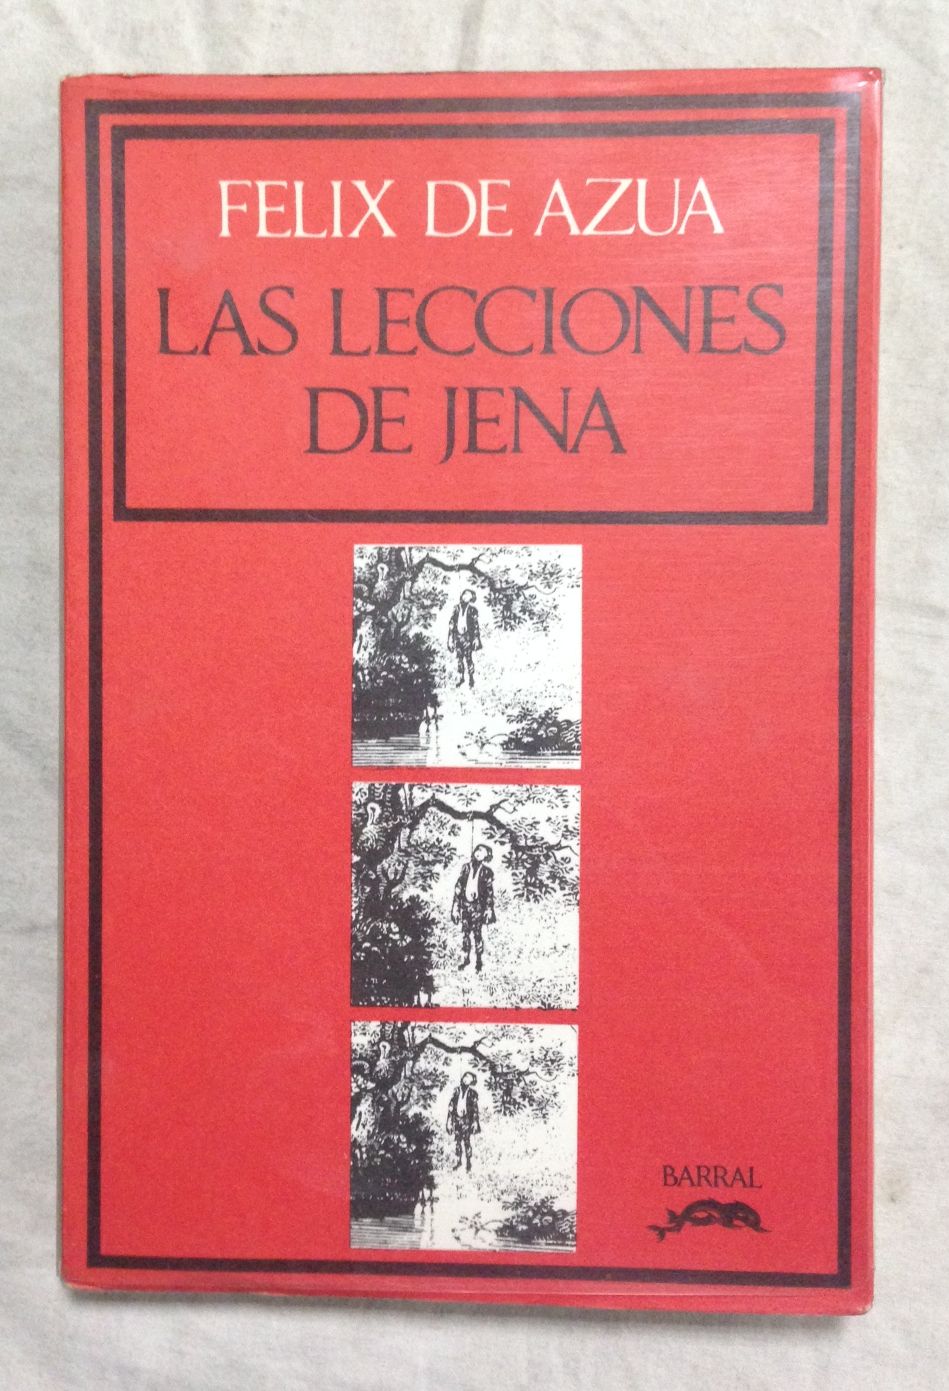 FELIX DE AZUA
LAS LECCIONES
DE JENA
BARRAL